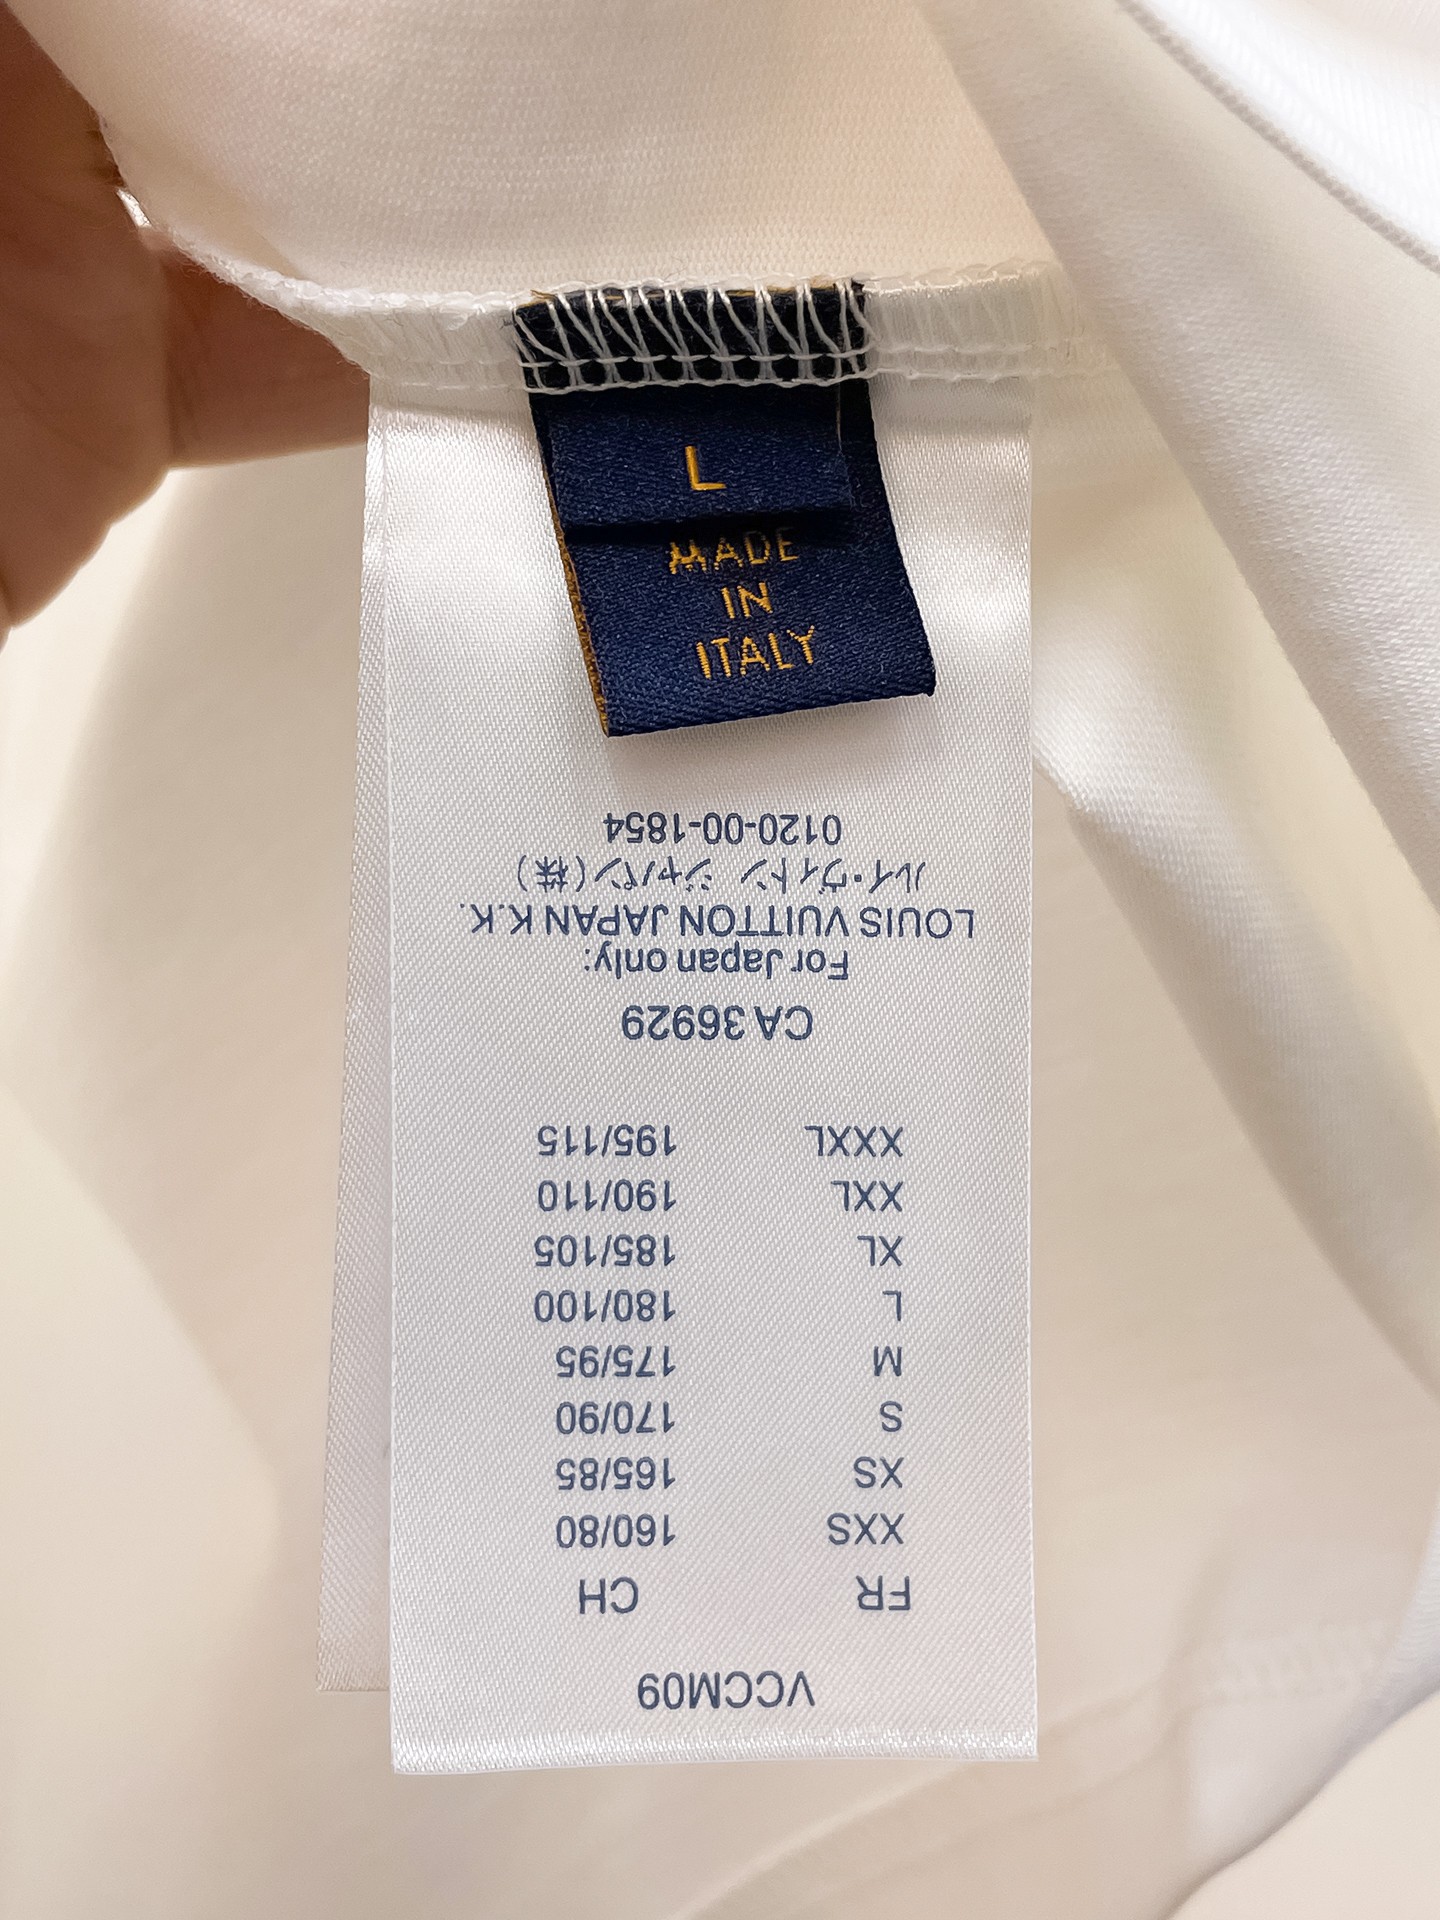 L
MADE
IN
ITALY
VCCM09
FR CH
XXS 160/80
XS 165/85
S 170/90
M 175/95
L 180/100
XL 185/105
XXL 190/110
XXXL 195/115
CA 36929
For Japan only:
LOUIS VUITTON JAPAN K.K.
ルイ・ヴィトン ジャパン(株)
0120-00-1854